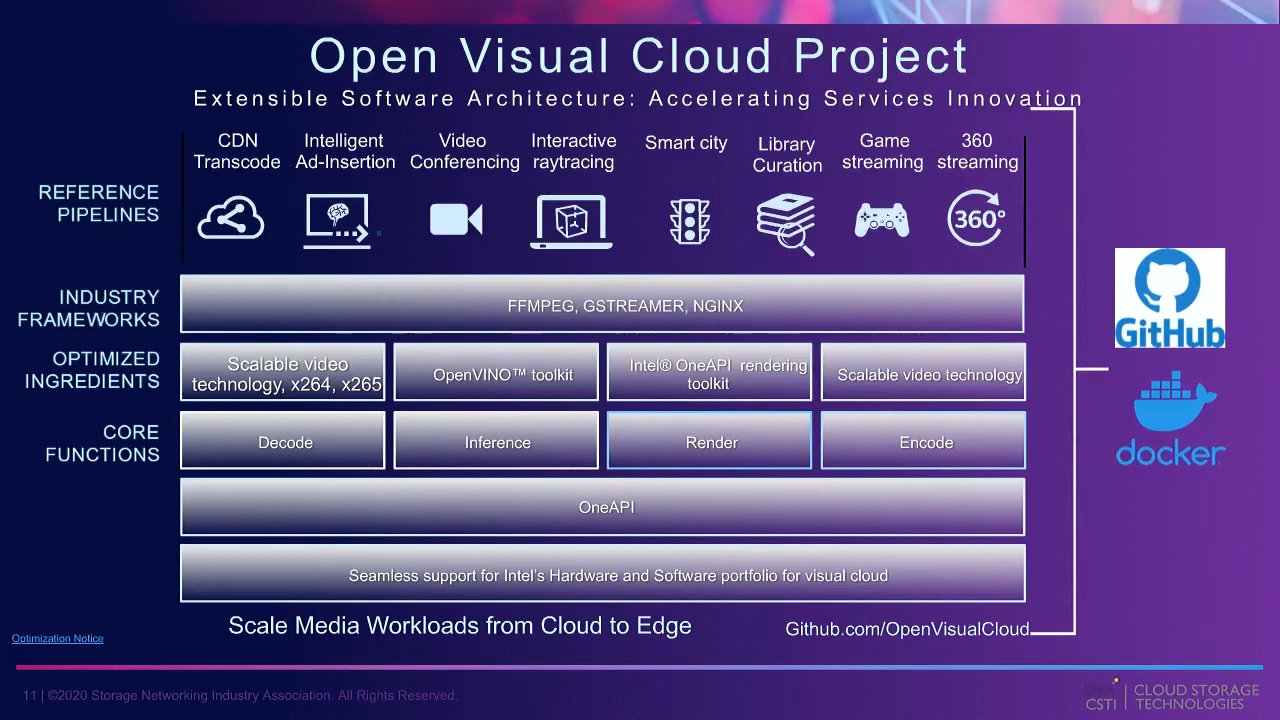 Open Visual Cloud Project
Extensible Software Architecture: Accelerating Services Innovation
CDN
Transcode
Intelligent
Ad-Insertion
Video
Conferencing
Interactive
raytracing
Smart city
Library
Curation
Game
streaming
360
streaming
REFERENCE
PIPELINES
360°
INDUSTRY
FRAMEWORKS
FFMPEG, GSTREAMER, NGINX
OPTIMIZED
INGREDIENTS
Scalable video
technology, x264, x265
OpenVINO™ toolkit
Intel® OneAPI rendering
toolkit
Scalable video technology
CORE
FUNCTIONS
Decode
Inference
Render
Encode
OneAPI
Seamless support for Intel's Hardware and Software portfolio for visual cloud
GitHub
docker
Scale Media Workloads from Cloud to Edge
Github.com/OpenVisualCloud
Optimization Notice
11 | ©2020 Storage Networking Industry Association. All Rights Reserved.
CSTI
CLOUD STORAGE
TECHNOLOGIES